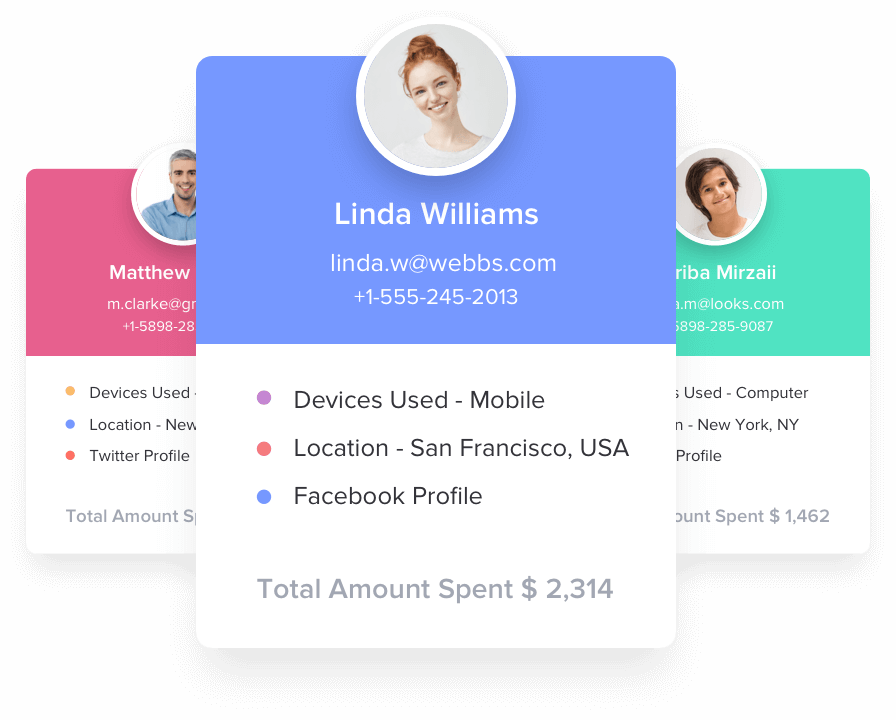 Linda Williams
linda.w@webbs.com
+1-555-245-2013
Devices Used - Mobile
Location - San Francisco, USA
Facebook Profile
Total Amount Spent $ 2,314
Matthew
m.clarke@gr
+1-5898-28
Devices Used -
Location - New
Twitter Profile
Total Amount
riba Mirzaii
a.m@looks.com
5898-285-9087
s Used - Computer
n - New York, NY
Profile
ount Spent $ 1,462